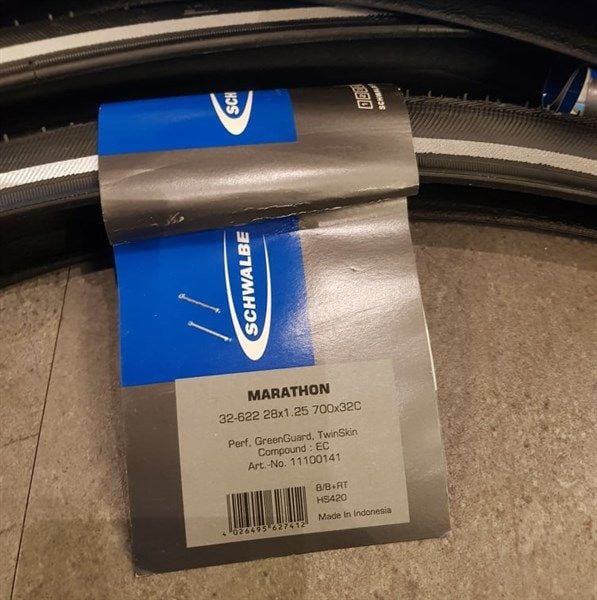 SCHWALBE
SCHWALBE
MARATHON
32-622 28x1.25 700x32C
Perf, GreenGuard, TwinSkin
Compound : EC
Art.-No. 11100141
B/B+RT
HS420
Made in Indonesia
4 026495 627412